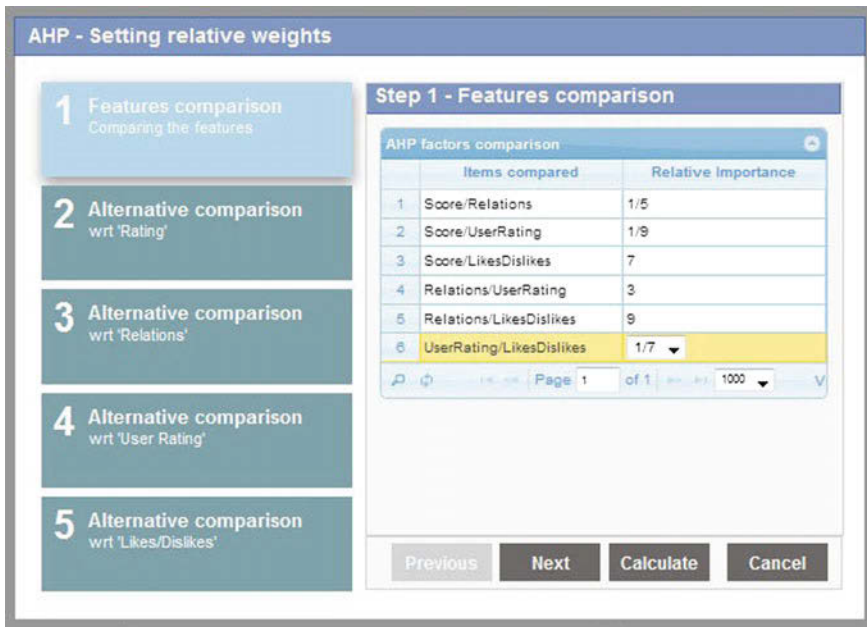 AHP - Setting relative weights
1 Features comparison
Comparing the features
2 Alternative comparison
wrt 'Rating'
3 Alternative comparison
wrt 'Relations'
4 Alternative comparison
wrt 'User Rating'
5 Alternative comparison
wrt 'Likes/Dislikes'
Step 1 - Features comparison
AHP factors comparison
Items compared Relative Importance
1 Score/Relations 1/5
2 Score/UserRating 1/9
3 Score/LikesDislikes 7
4 Relations/UserRating 3
5 Relations/LikesDislikes 9
6 UserRating/LikesDislikes 1/7
Page 1 of 1 1000 V
Previous Next Calculate Cancel